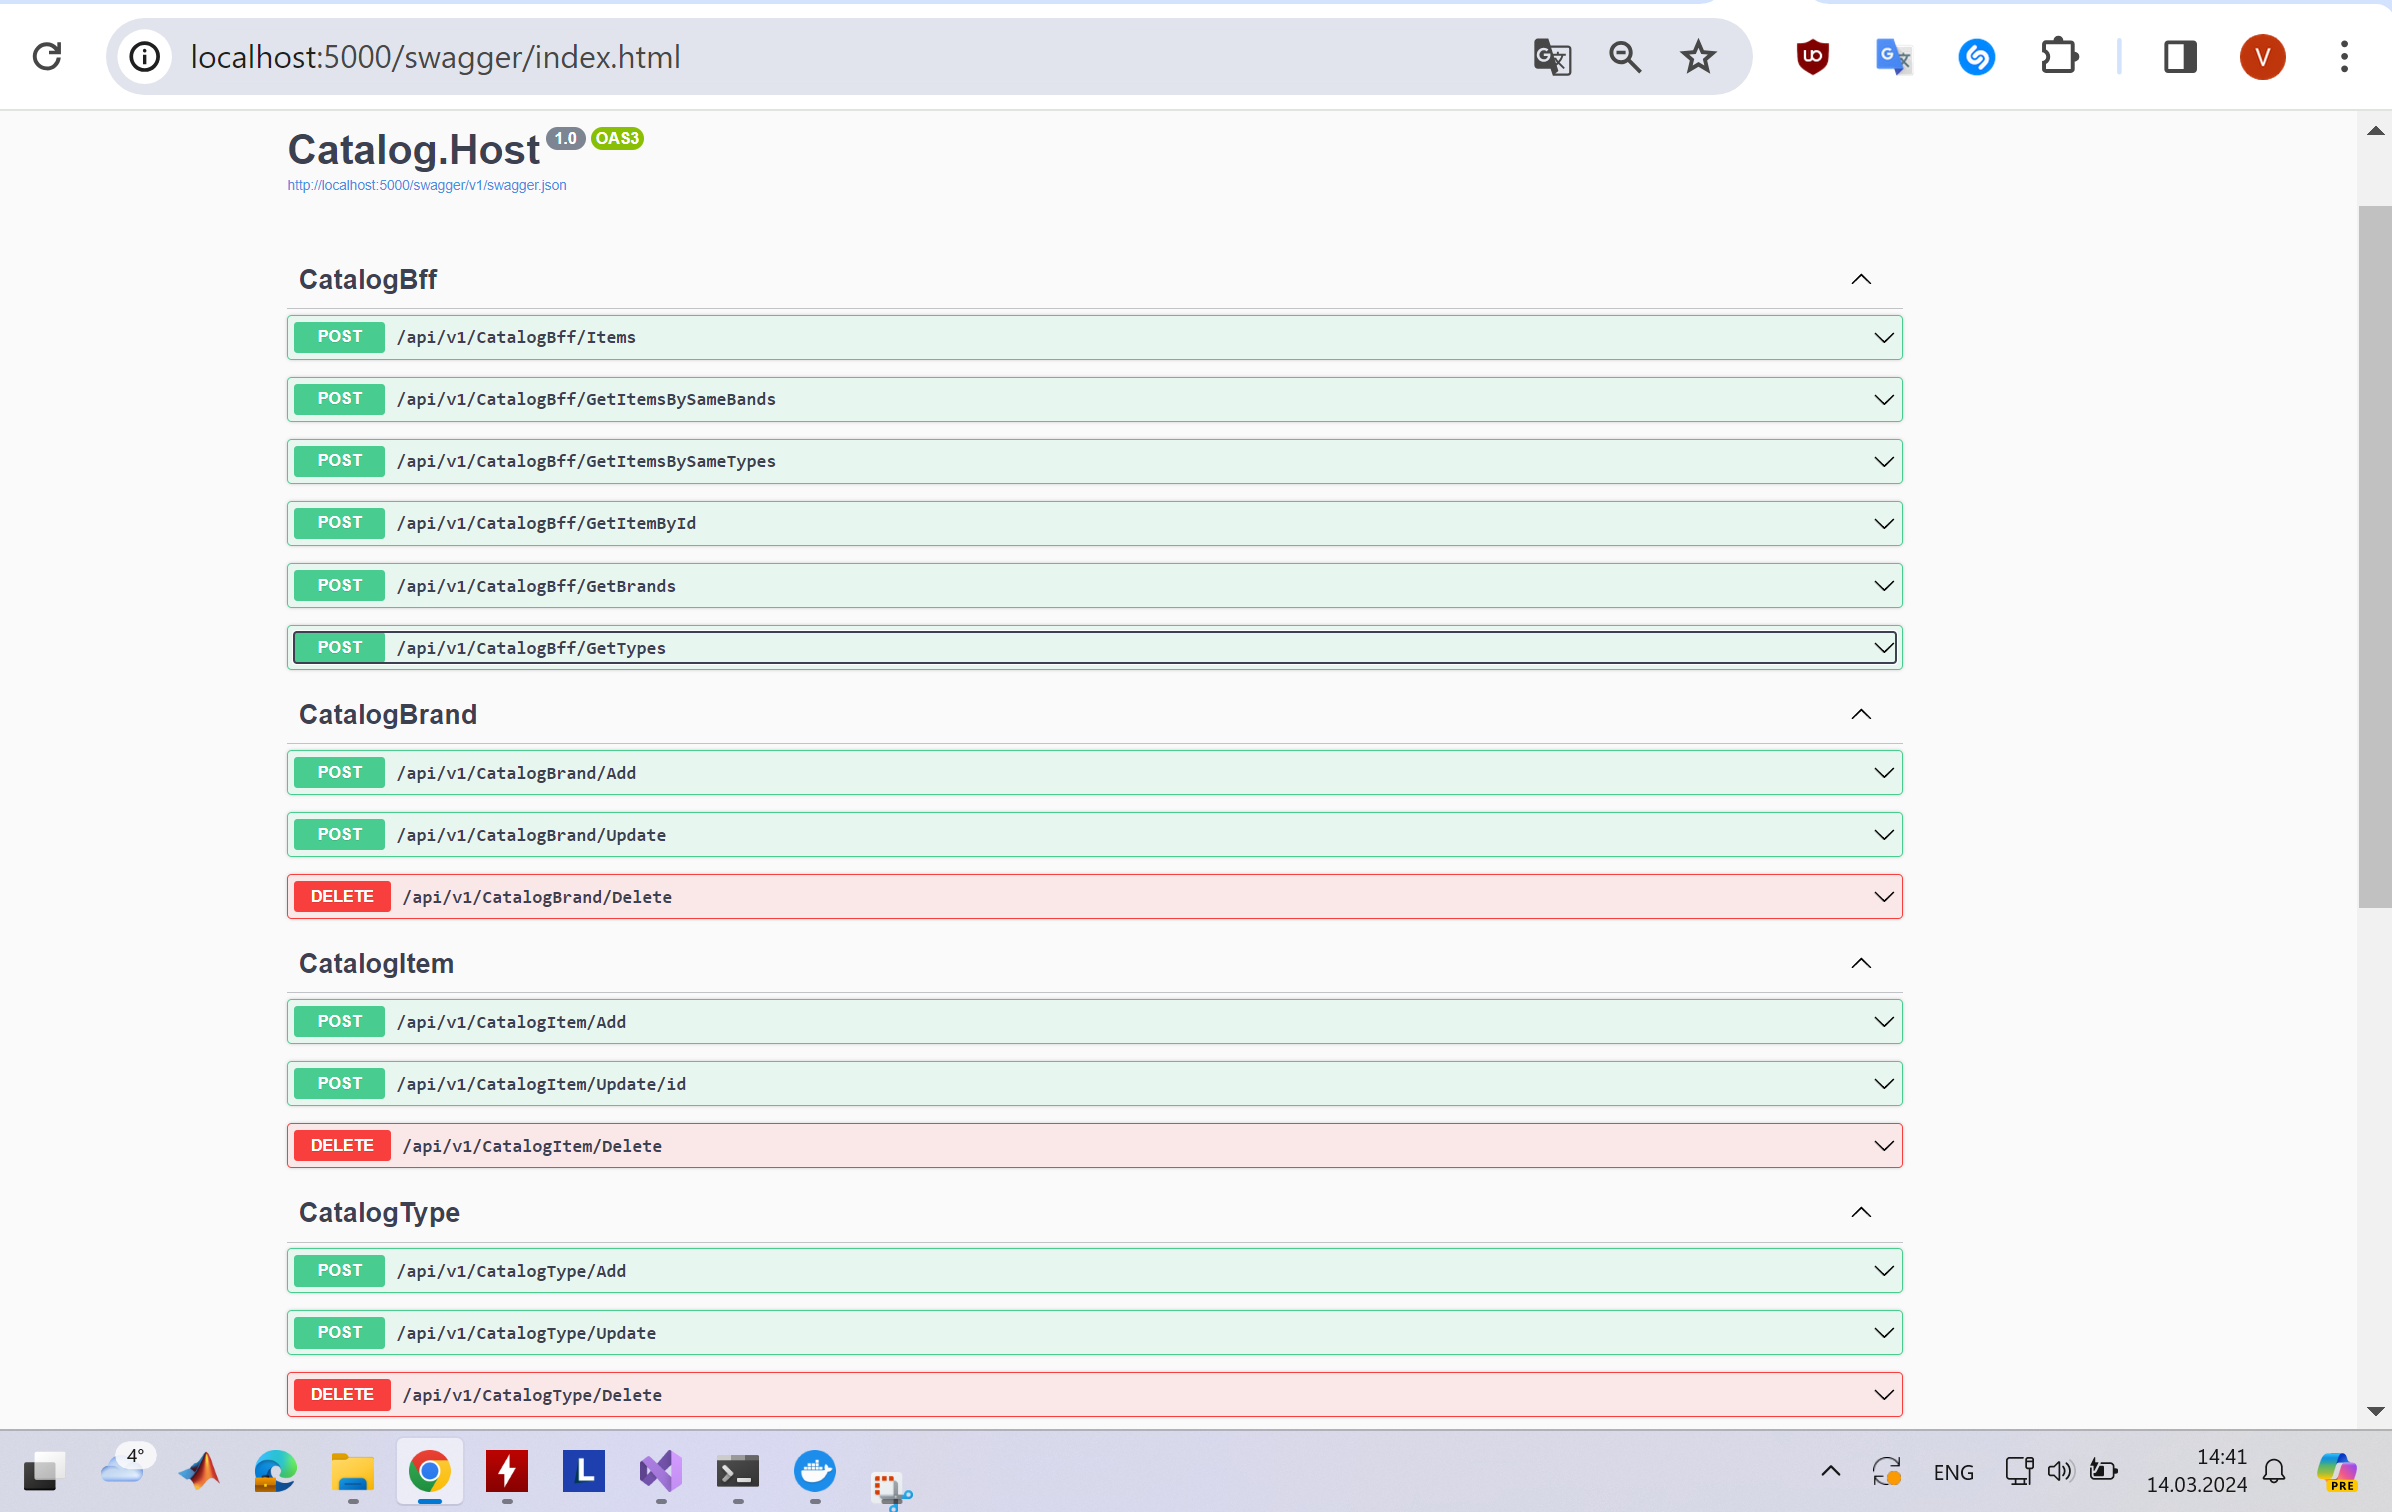 localhost:5000/swagger/index.html
V
Catalog.Host 1.0 OAS3
http://localhost:5000/swagger/v1/swagger.json
CatalogBff
POST /api/v1/CatalogBff/Items
POST /api/v1/CatalogBff/GetItemsBySameBands
POST /api/v1/CatalogBff/GetItemsBySameTypes
POST /api/v1/CatalogBff/GetItemById
POST /api/v1/CatalogBff/GetBrands
POST /api/v1/CatalogBff/GetTypes
CatalogBrand
POST /api/v1/CatalogBrand/Add
POST /api/v1/CatalogBrand/Update
DELETE /api/v1/CatalogBrand/Delete
CatalogItem
POST /api/v1/CatalogItem/Add
POST /api/v1/CatalogItem/Update/id
DELETE /api/v1/CatalogItem/Delete
CatalogType
POST /api/v1/CatalogType/Add
POST /api/v1/CatalogType/Update
DELETE /api/v1/CatalogType/Delete
4°
L
ENG
14:41
14.03.2024
PRE